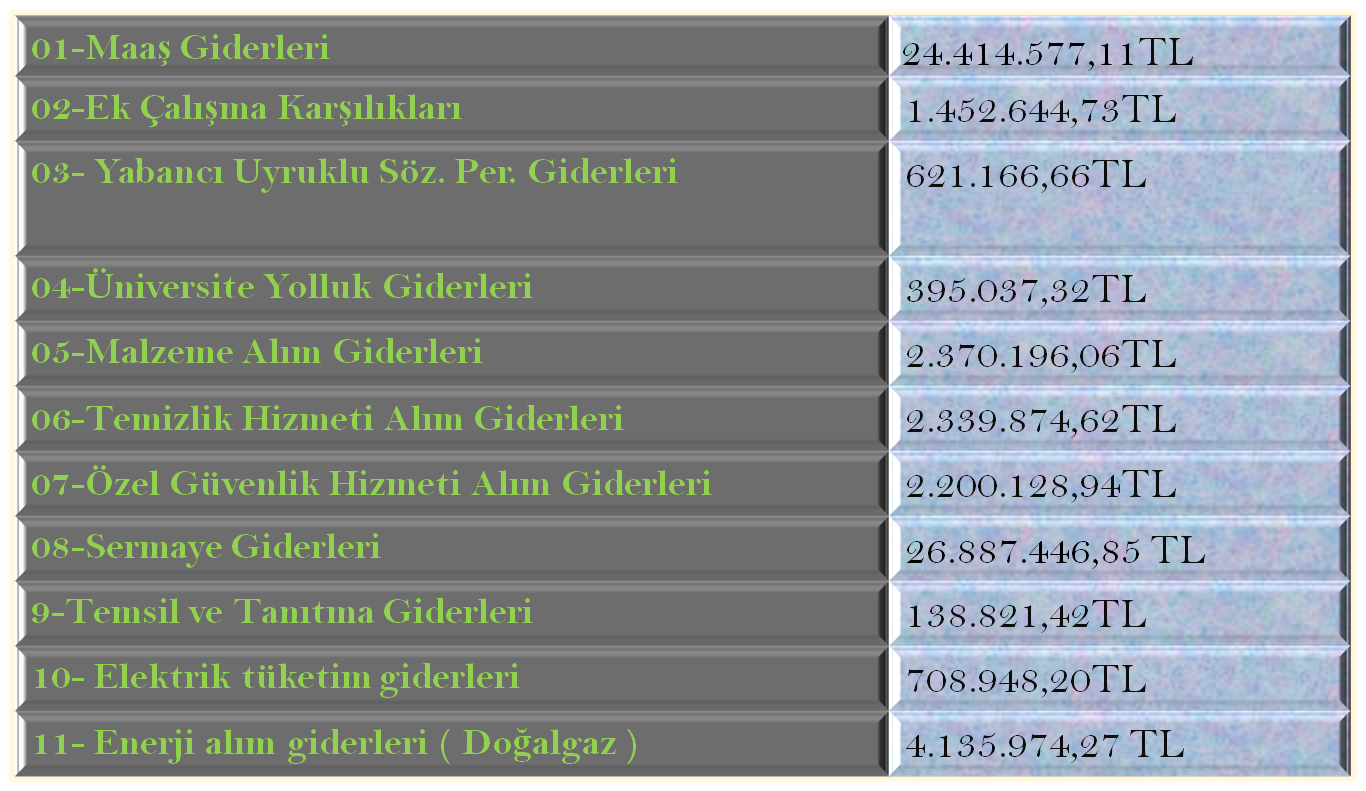 01-Maaş Giderleri 24.414.577,11TL
02-Ek Çalışma Karşılıkları 1.452.644,73TL
03- Yabancı Uyruklu Söz. Per. Giderleri 621.166,66TL
04-Üniversite Yolluk Giderleri 395.037,32TL
05-Malzeme Alım Giderleri 2.370.196,06TL
06-Temizlik Hizmeti Alım Giderleri 2.339.874,62TL
07-Özel Güvenlik Hizmeti Alım Giderleri 2.200.128,94TL
08-Sermaye Giderleri 26.887.446,85 TL
9-Temsil ve Tanıtma Giderleri 138.821,42TL
10- Elektrik tüketim giderleri 708.948,20TL
11- Enerji alım giderleri ( Doğalgaz ) 4.135.974,27 TL